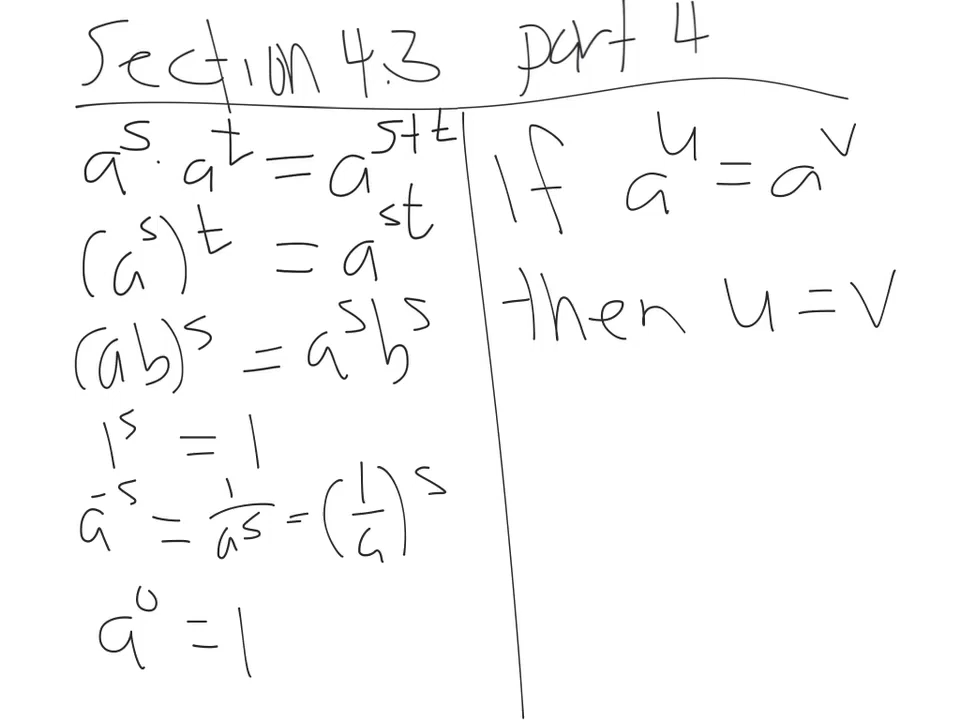 Section 4.3 part 4
a^s · a^t = a^{s+t}
(a^s)^t = a^{st}
(ab)^s = a^s b^s
1^s = 1
a^{-s} = 1/a^s = (1/a)^s
a^0 = 1
If a^u = a^v
then u = v